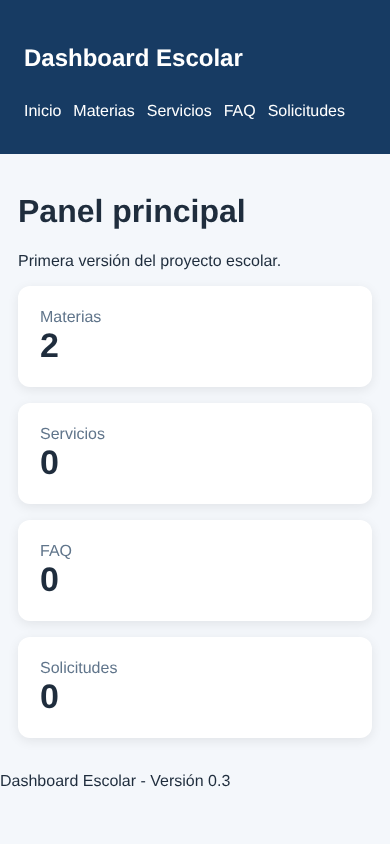 Dashboard Escolar
Inicio Materias Servicios FAQ Solicitudes
Panel principal
Primera versión del proyecto escolar.
Materias
2
Servicios
0
FAQ
0
Solicitudes
0
Dashboard Escolar - Versión 0.3